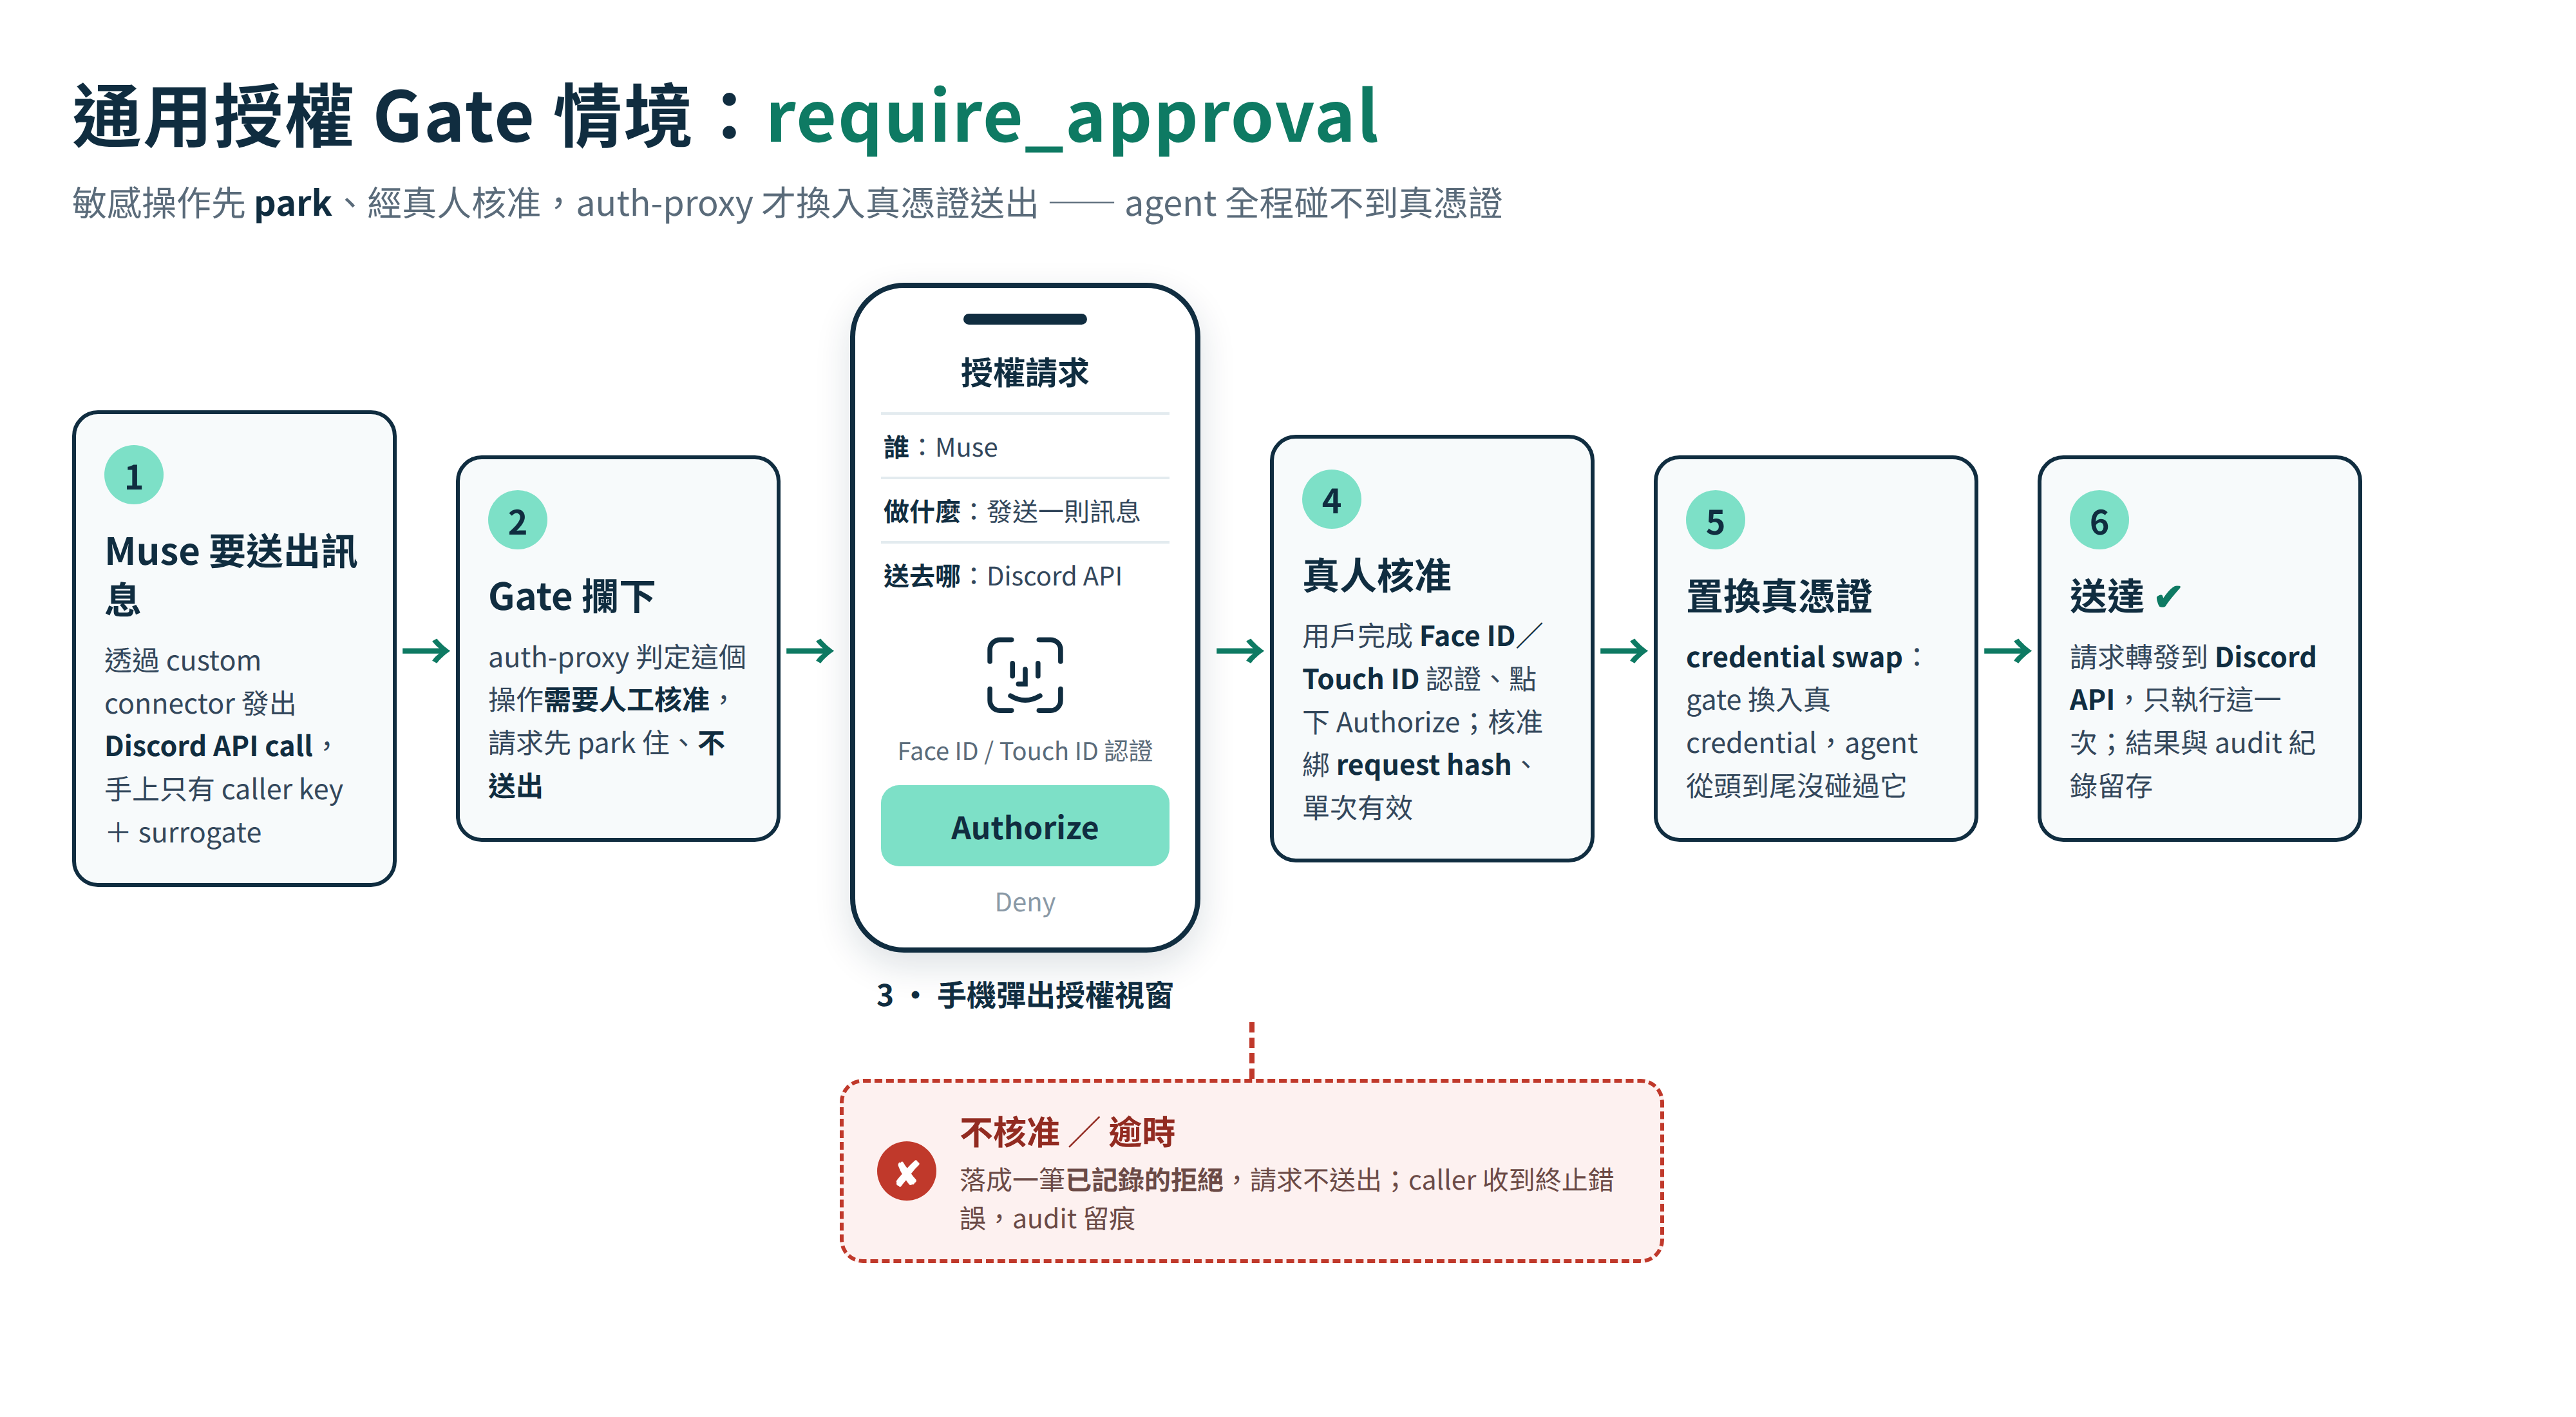 通用授權 Gate 情境：require_approval
敏感操作先 park、經真人核准，auth-proxy 才換入真憑證送出 —— agent 全程碰不到真憑證
1
Muse 要送出訊
息
透過 custom
connector 發出
Discord API call，
手上只有 caller key
＋ surrogate
2
Gate 攔下
auth-proxy 判定這個
操作需要人工核准，
請求先 park 住、不
送出
授權請求
誰：Muse
做什麼：發送一則訊息
送去哪：Discord API
Face ID / Touch ID 認證
Authorize
Deny
3 · 手機彈出授權視窗
4
真人核准
用戶完成 Face ID／
Touch ID 認證、點
下 Authorize；核准
綁 request hash、
單次有效
5
置換真憑證
credential swap：
gate 換入真
credential，agent
從頭到尾沒碰過它
6
送達 ✔
請求轉發到 Discord
API，只執行這一
次；結果與 audit 紀
錄留存
✘
不核准 ／ 逾時
落成一筆已記錄的拒絕，請求不送出；caller 收到終止錯
誤，audit 留痕